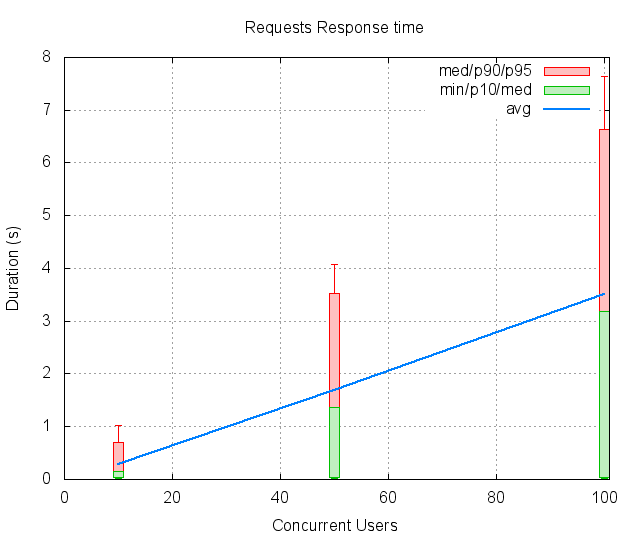 Requests Response time
med/p90/p95
min/p10/med
avg
8
7
6
5
4
3
2
1
0
Duration (s)
0 20 40 60 80 100
Concurrent Users